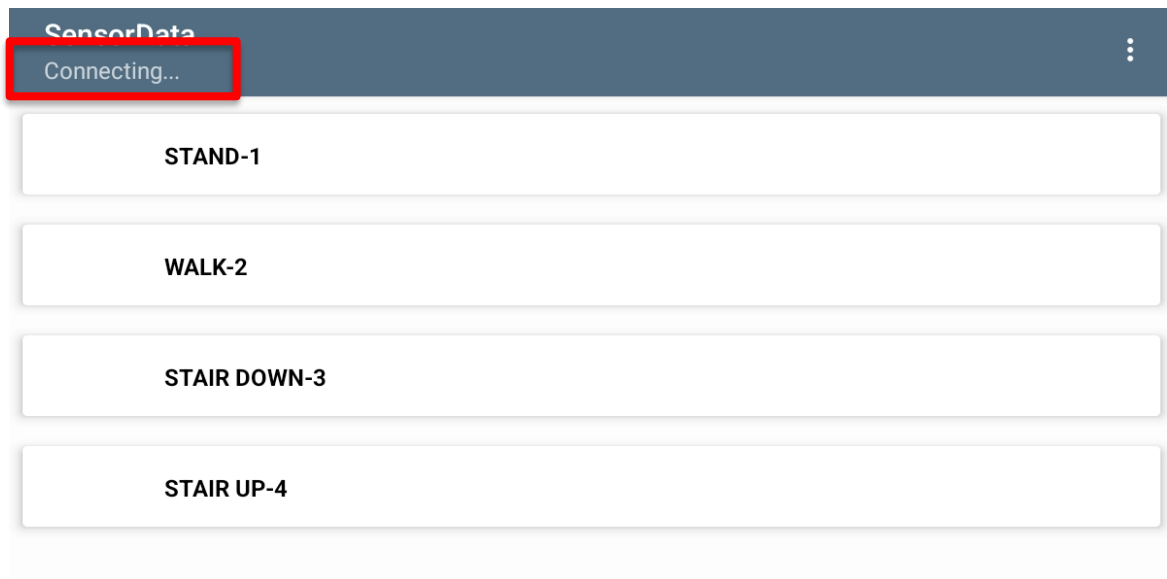 SensorData
Connecting...
STAND-1
WALK-2
STAIR DOWN-3
STAIR UP-4